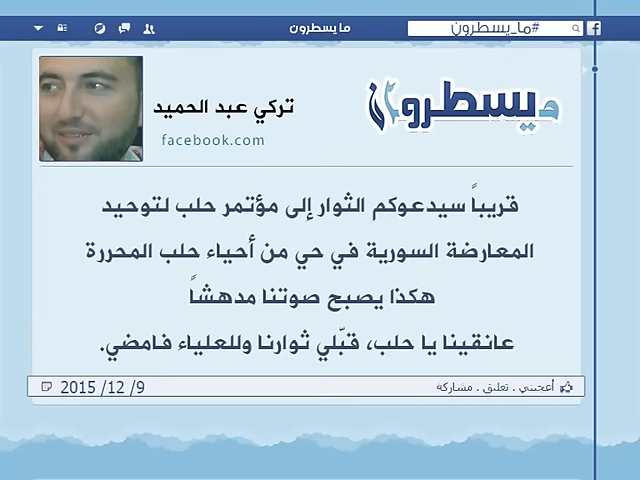 #ما_يسطرون
ما يسطرون
ما يسطرون
تركي عبد الحميد
facebook.com
قريباً سيدعوكم الثوار إلى مؤتمر حلب لتوحيد
المعارضة السورية في حي من أحياء حلب المحررة
هكذا يصبح صوتنا مدهشاً
عانقينا يا حلب، قبّلي ثوارنا وللعلياء فامضي.
أعجبني . تعليق . مشاركه
2015 /12 /9